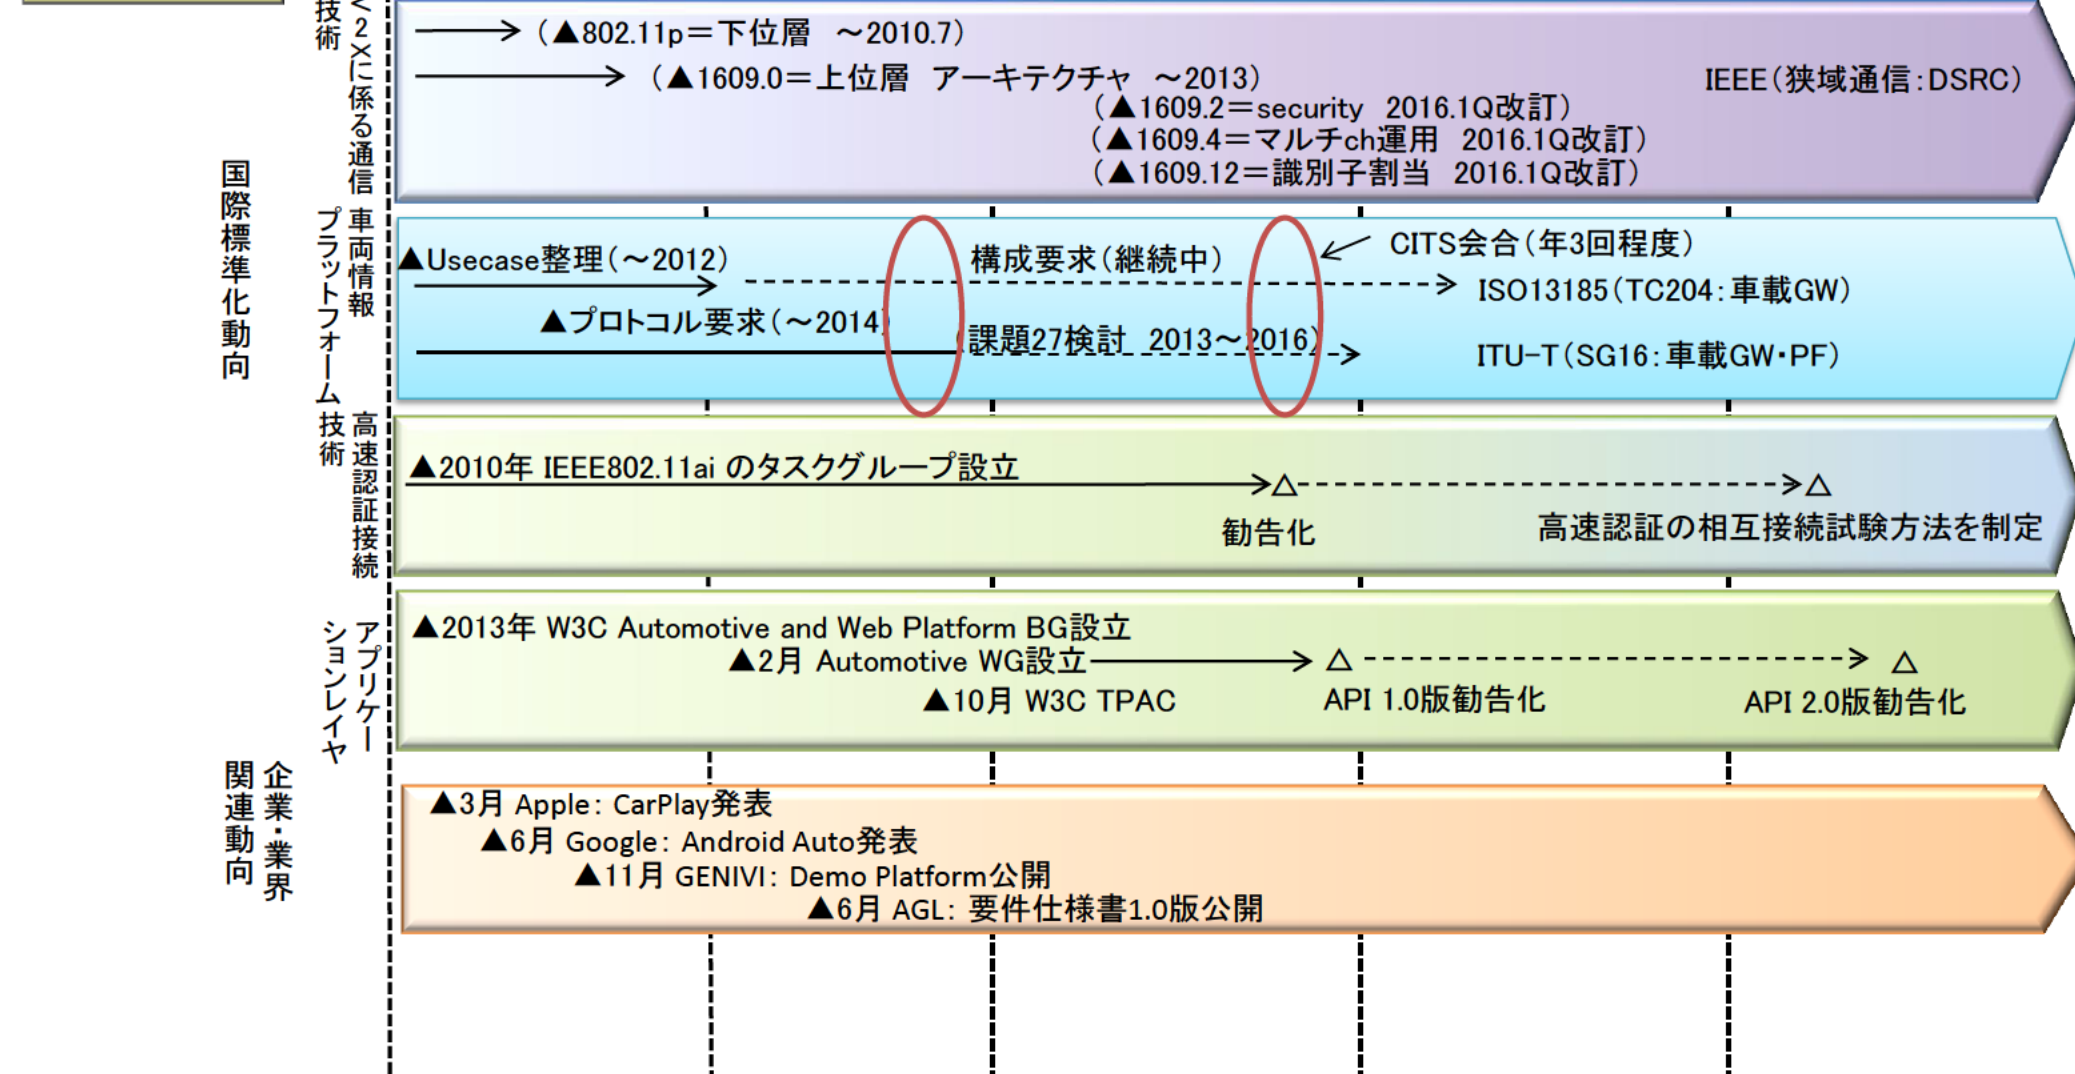 国際標準化動向
V2Xに係る通信
技術
(▲802.11p＝下位層　～2010.7)
(▲1609.0＝上位層　アーキテクチャ　～2013)
IEEE(狭域通信：DSRC)
(▲1609.2＝security　2016.1Q改訂)
(▲1609.4＝マルチch運用　2016.1Q改訂)
(▲1609.12＝識別子割当　2016.1Q改訂)
車両情報
プラットフォーム
▲Usecase整理(～2012)
構成要求(継続中)
CITS会合(年3回程度)
ISO13185(TC204：車載GW)
▲プロトコル要求(～2014)
(課題27検討　2013～2016)
ITU-T(SG16：車載GW・PF)
高速認証接続
技術
▲2010年 IEEE802.11ai のタスクグループ設立
△
△
勧告化
高速認証の相互接続試験方法を制定
アプリケー
ションレイヤ
▲2013年 W3C Automotive and Web Platform BG設立
▲2月 Automotive WG設立
△
△
▲10月 W3C TPAC
API 1.0版勧告化
API 2.0版勧告化
企業・業界
関連動向
▲3月 Apple： CarPlay発表
▲6月 Google： Android Auto発表
▲11月 GENIVI： Demo Platform公開
▲6月 AGL： 要件仕様書1.0版公開